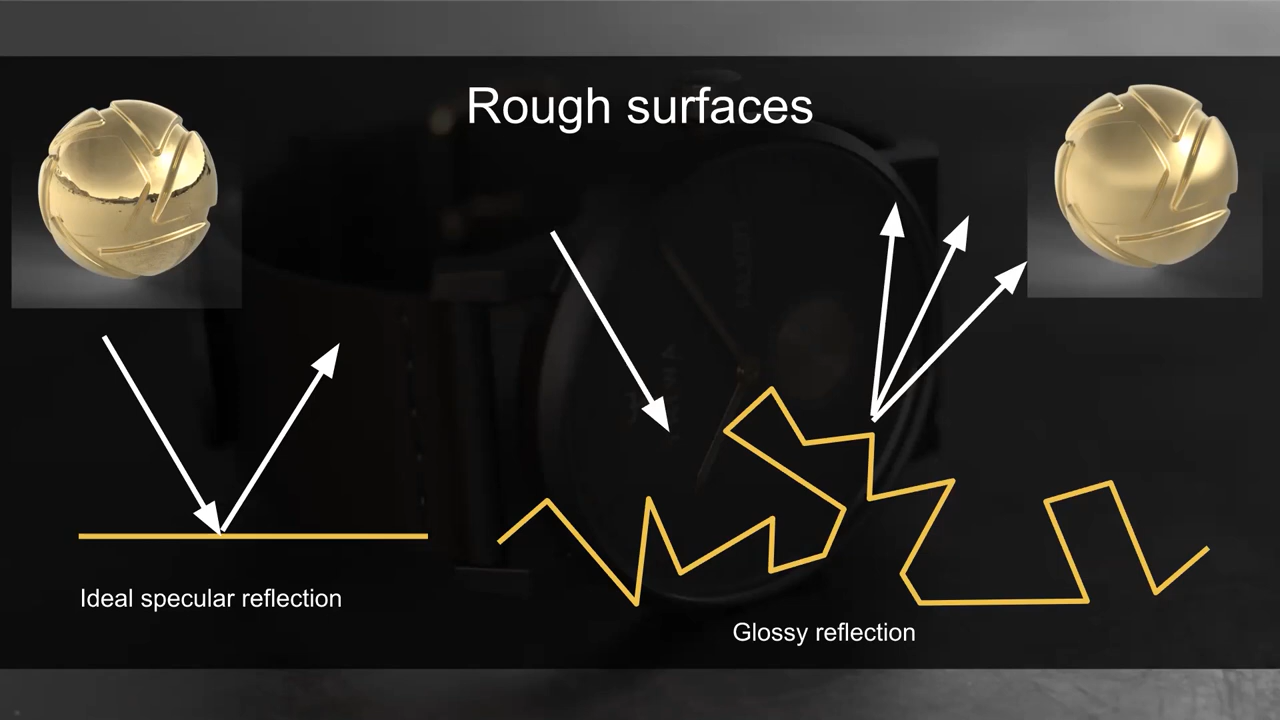 Rough surfaces
Ideal specular reflection
Glossy reflection